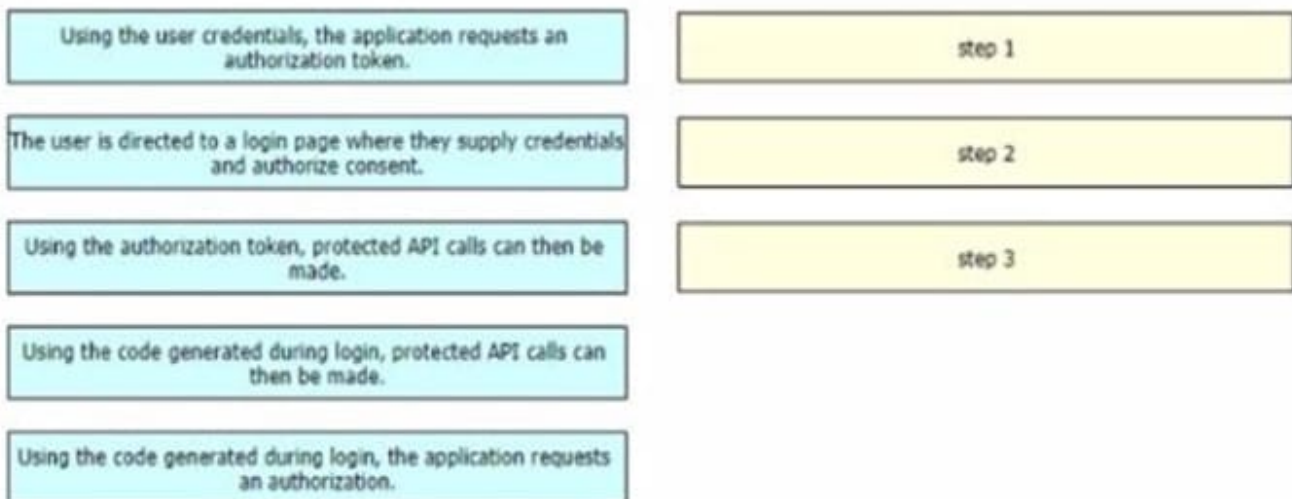 Using the user credentials, the application requests an
authorization token.
step 1
The user is directed to a login page where they supply credentials
and authorize consent.
step 2
Using the authorization token, protected API calls can then be
made.
step 3
Using the code generated during login, protected API calls can
then be made.
Using the code generated during login, the application requests
an authorization.